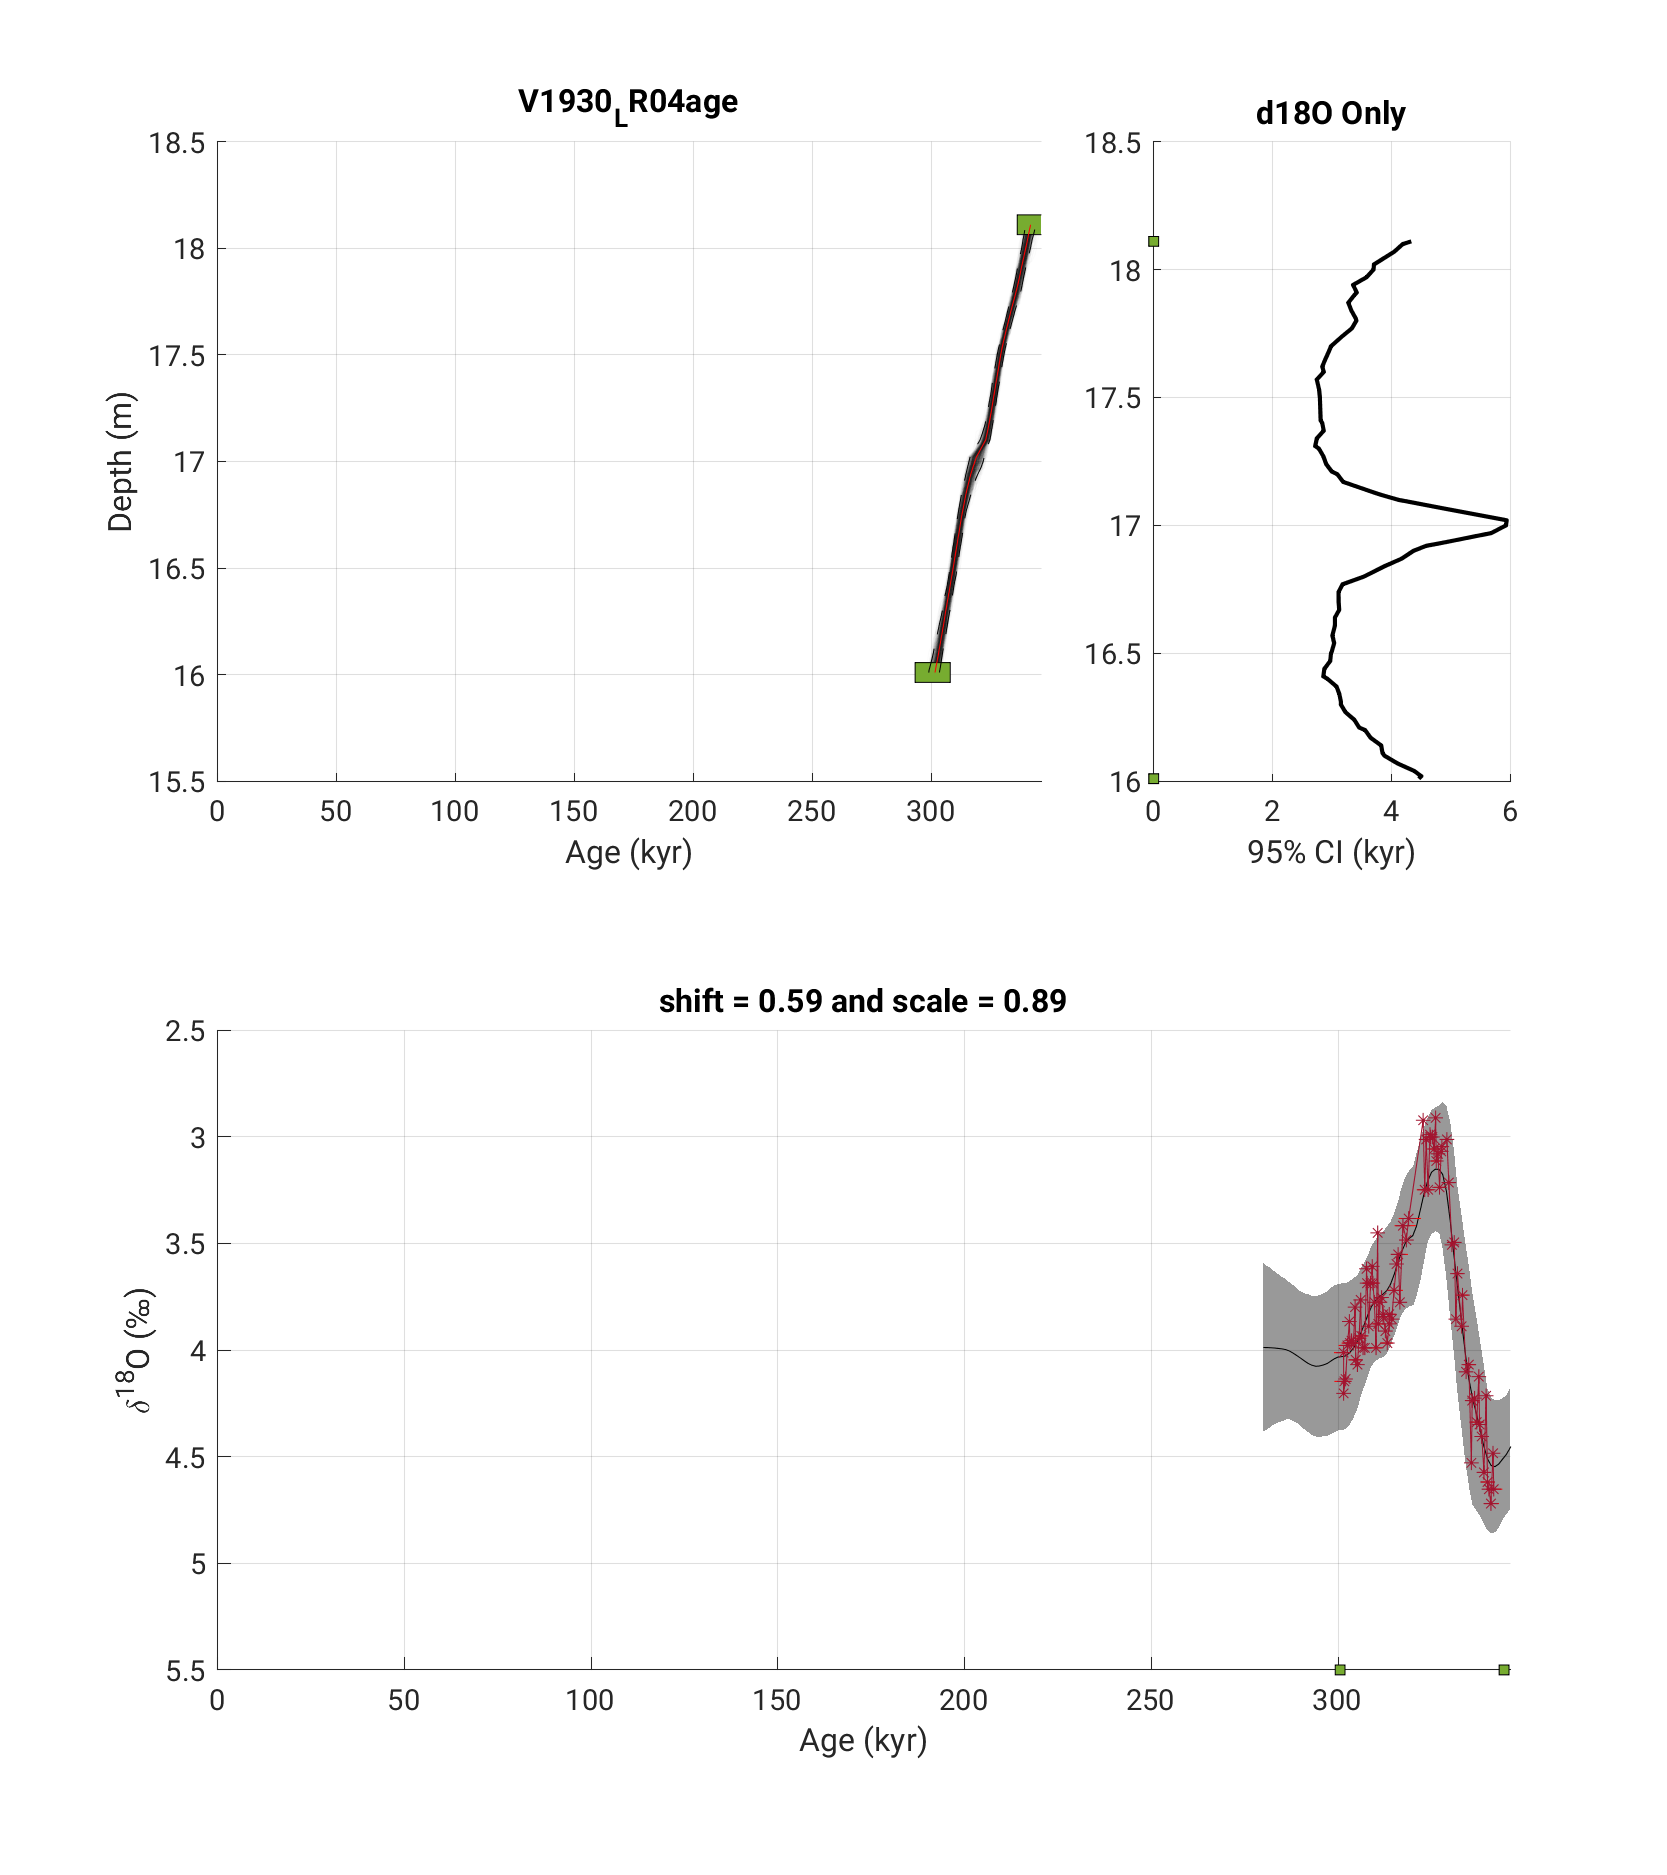 V1930_LR04age
18.5
18
17.5
17
16.5
16
15.5
Depth (m)
0 50 100 150 200 250 300
Age (kyr)
d18O Only
18.5
18
17.5
17
16.5
16
0 2 4 6
95% CI (kyr)
shift = 0.59 and scale = 0.89
2.5
3
3.5
4
4.5
5
5.5
δ18O (‰)
0 50 100 150 200 250 300
Age (kyr)